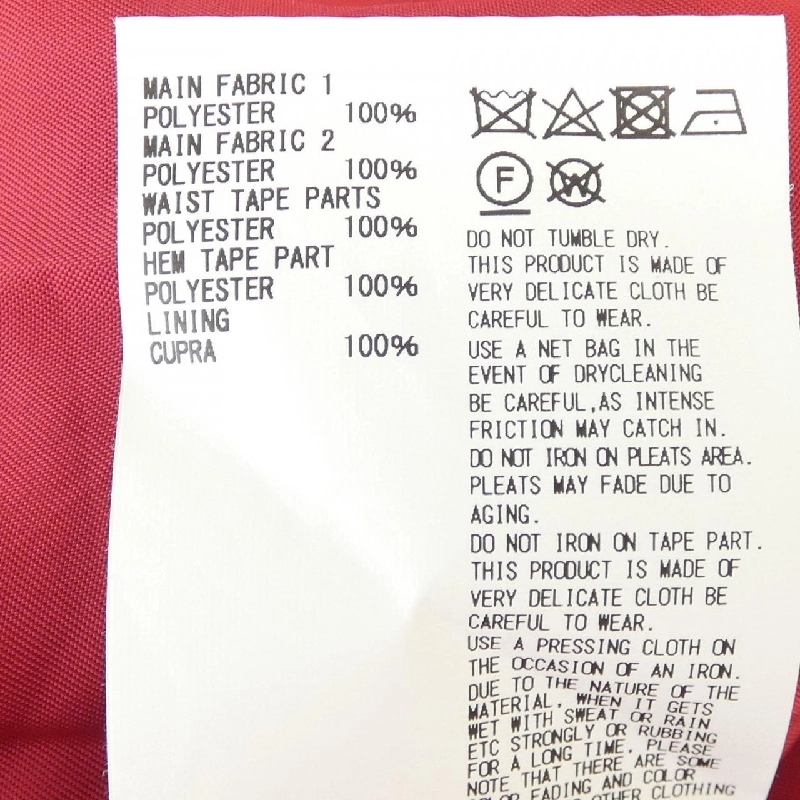 MAIN FABRIC 1
POLYESTER 100%
MAIN FABRIC 2
POLYESTER 100%
WAIST TAPE PARTS
POLYESTER 100%
HEM TAPE PART
POLYESTER 100%
LINING
CUPRA 100%
F W
DO NOT TUMBLE DRY.
THIS PRODUCT IS MADE OF
VERY DELICATE CLOTH BE
CAREFUL TO WEAR.
USE A NET BAG IN THE
EVENT OF DRYCLEANING
BE CAREFUL,AS INTENSE
FRICTION MAY CATCH IN.
DO NOT IRON ON PLEATS AREA.
PLEATS MAY FADE DUE TO
AGING.
DO NOT IRON ON TAPE PART.
THIS PRODUCT IS MADE OF
VERY DELICATE CLOTH BE
CAREFUL TO WEAR.
USE A PRESSING CLOTH ON
THE OCCASION OF AN IRON.
DUE TO THE NATURE OF THE
MATERIAL, WHEN IT GETS
WET WITH SWEAT OR RAIN
ETC STRONGLY OR RUBBING
FOR A LONG TIME, PLEASE
NOTE THAT THERE ARE SOME
COLOR FADING AND COLOR
OTHER CLOTHING